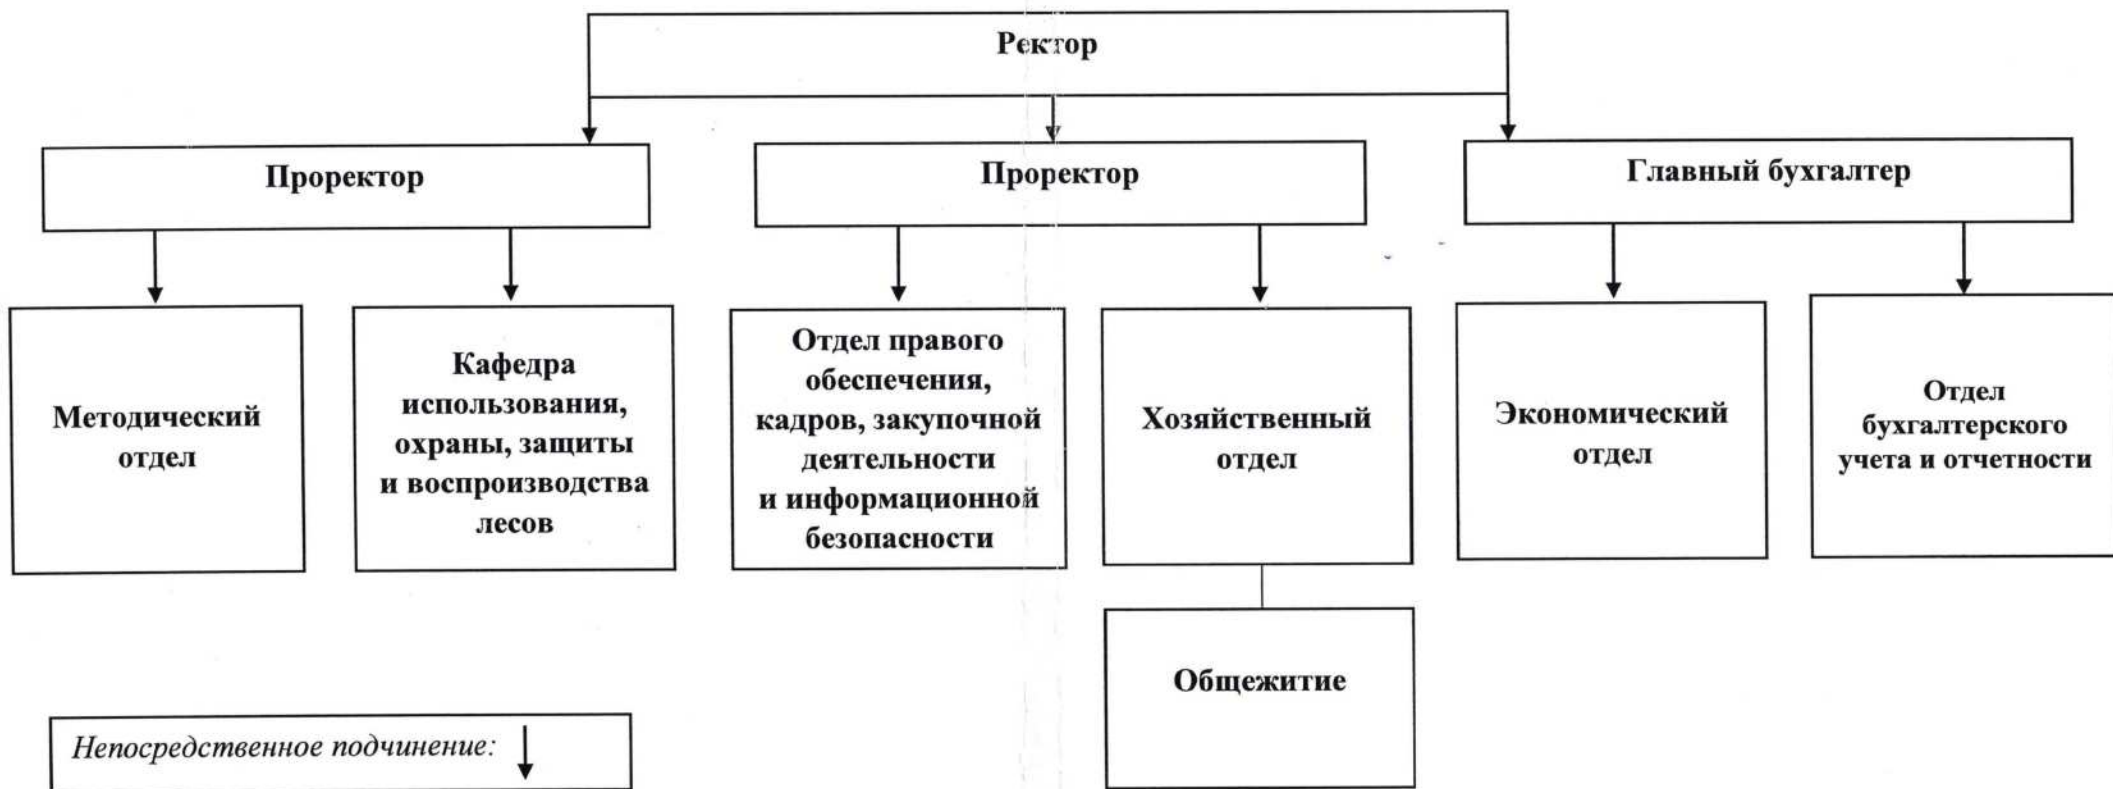 Ректор
Проректор
Проректор
Главный бухгалтер
Методический
отдел
Кафедра
использования,
охраны, защиты
и воспроизводства
лесов
Отдел правого
обеспечения,
кадров, закупочной
деятельности
и информационной
безопасности
Хозяйственный
отдел
Экономический
отдел
Отдел
бухгалтерского
учета и отчетности
Общежитие
Непосредственное подчинение: